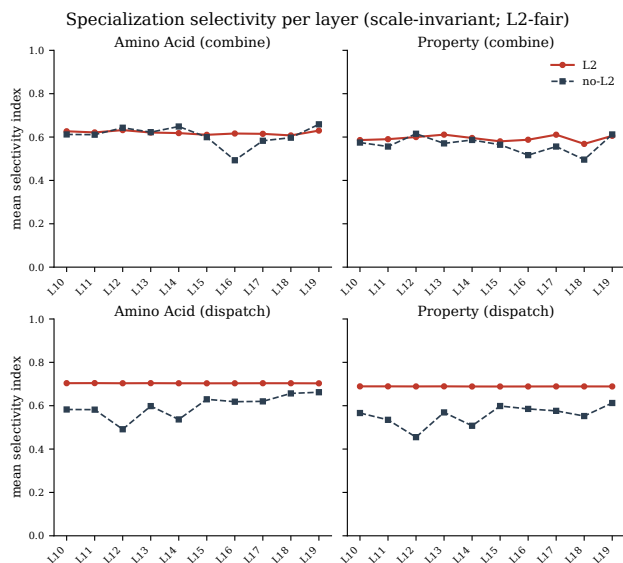 Specialization selectivity per layer (scale-invariant; L2-fair)
Amino Acid (combine)
Property (combine)
mean selectivity index
1.0
0.8
0.6
0.4
0.2
0.0
L2
no-L2
L10 L11 L12 L13 L14 L15 L16 L17 L18 L19
L10 L11 L12 L13 L14 L15 L16 L17 L18 L19
Amino Acid (dispatch)
Property (dispatch)
mean selectivity index
1.0
0.8
0.6
0.4
0.2
0.0
L10 L11 L12 L13 L14 L15 L16 L17 L18 L19
L10 L11 L12 L13 L14 L15 L16 L17 L18 L19